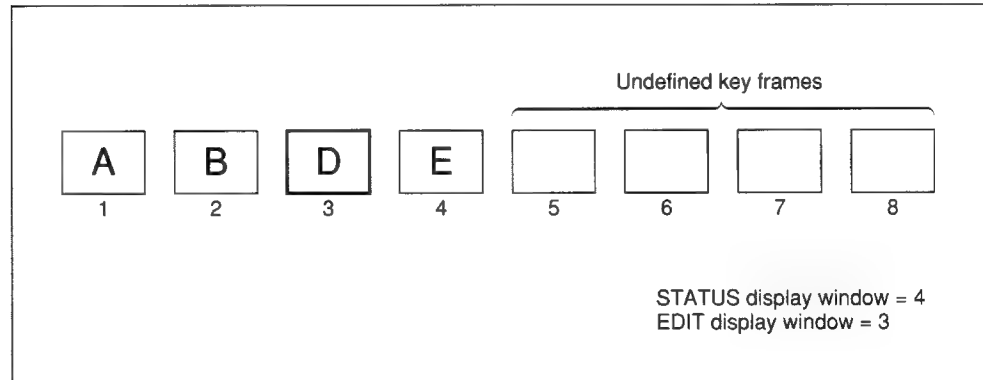 Undefined key frames
A B D E
1 2 3 4 5 6 7 8
STATUS display window = 4
EDIT display window = 3